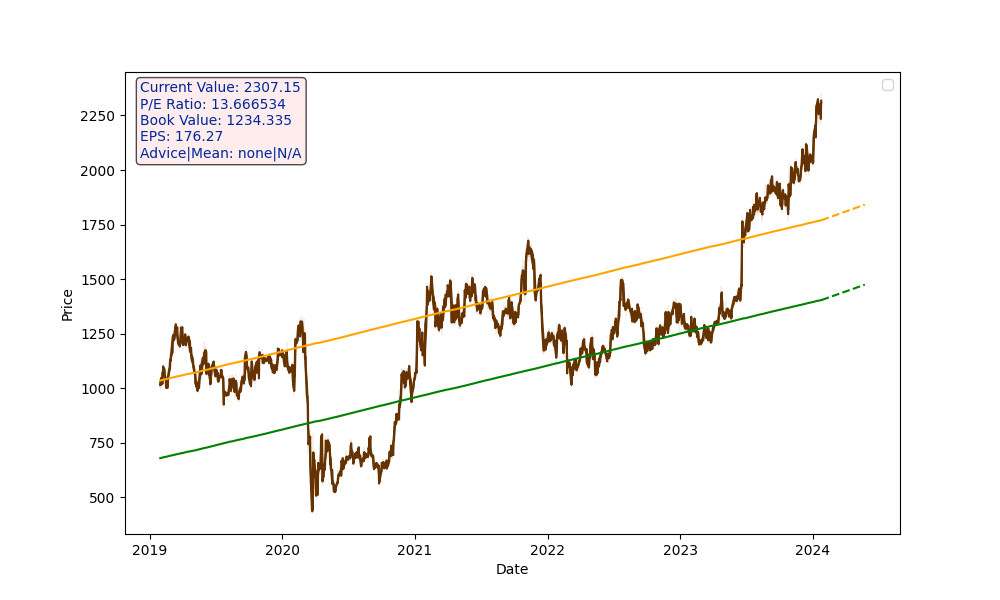 Current Value: 2307.15
P/E Ratio: 13.666534
Book Value: 1234.335
EPS: 176.27
Advice|Mean: none|N/A
2250
2000
1750
1500
1250
1000
750
500
Price
2019 2020 2021 2022 2023 2024
Date